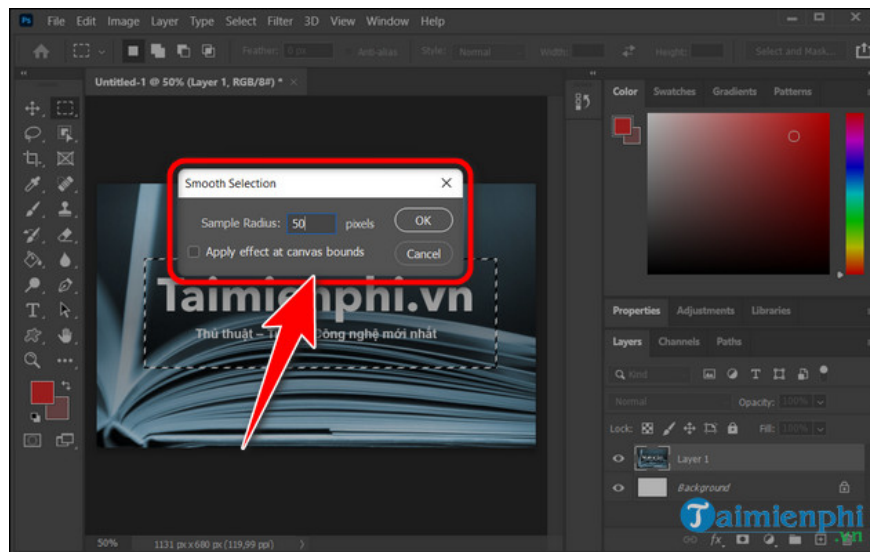 Ps File Edit Image Layer Type Select Filter 3D View Window Help
Feather: 0 px Anti-alias Style: Normal Width: Height: Select and Mask...
Untitled-1 @ 50% (Layer 1, RGB/8#) * ×
Color Swatches Gradients Patterns
Smooth Selection
Sample Radius: 50 pixels OK
Apply effect at canvas bounds Cancel
Taimienphi.vn
Thủ thuật – T Công nghệ mới nhất
Properties Adjustments Libraries
Layers Channels Paths
Kind
Normal Opacity: 100%
Lock: Fill: 100%
Layer 1
Background
Taimienphi
.vn
50% 1131 px x 680 px (119,99 ppi)